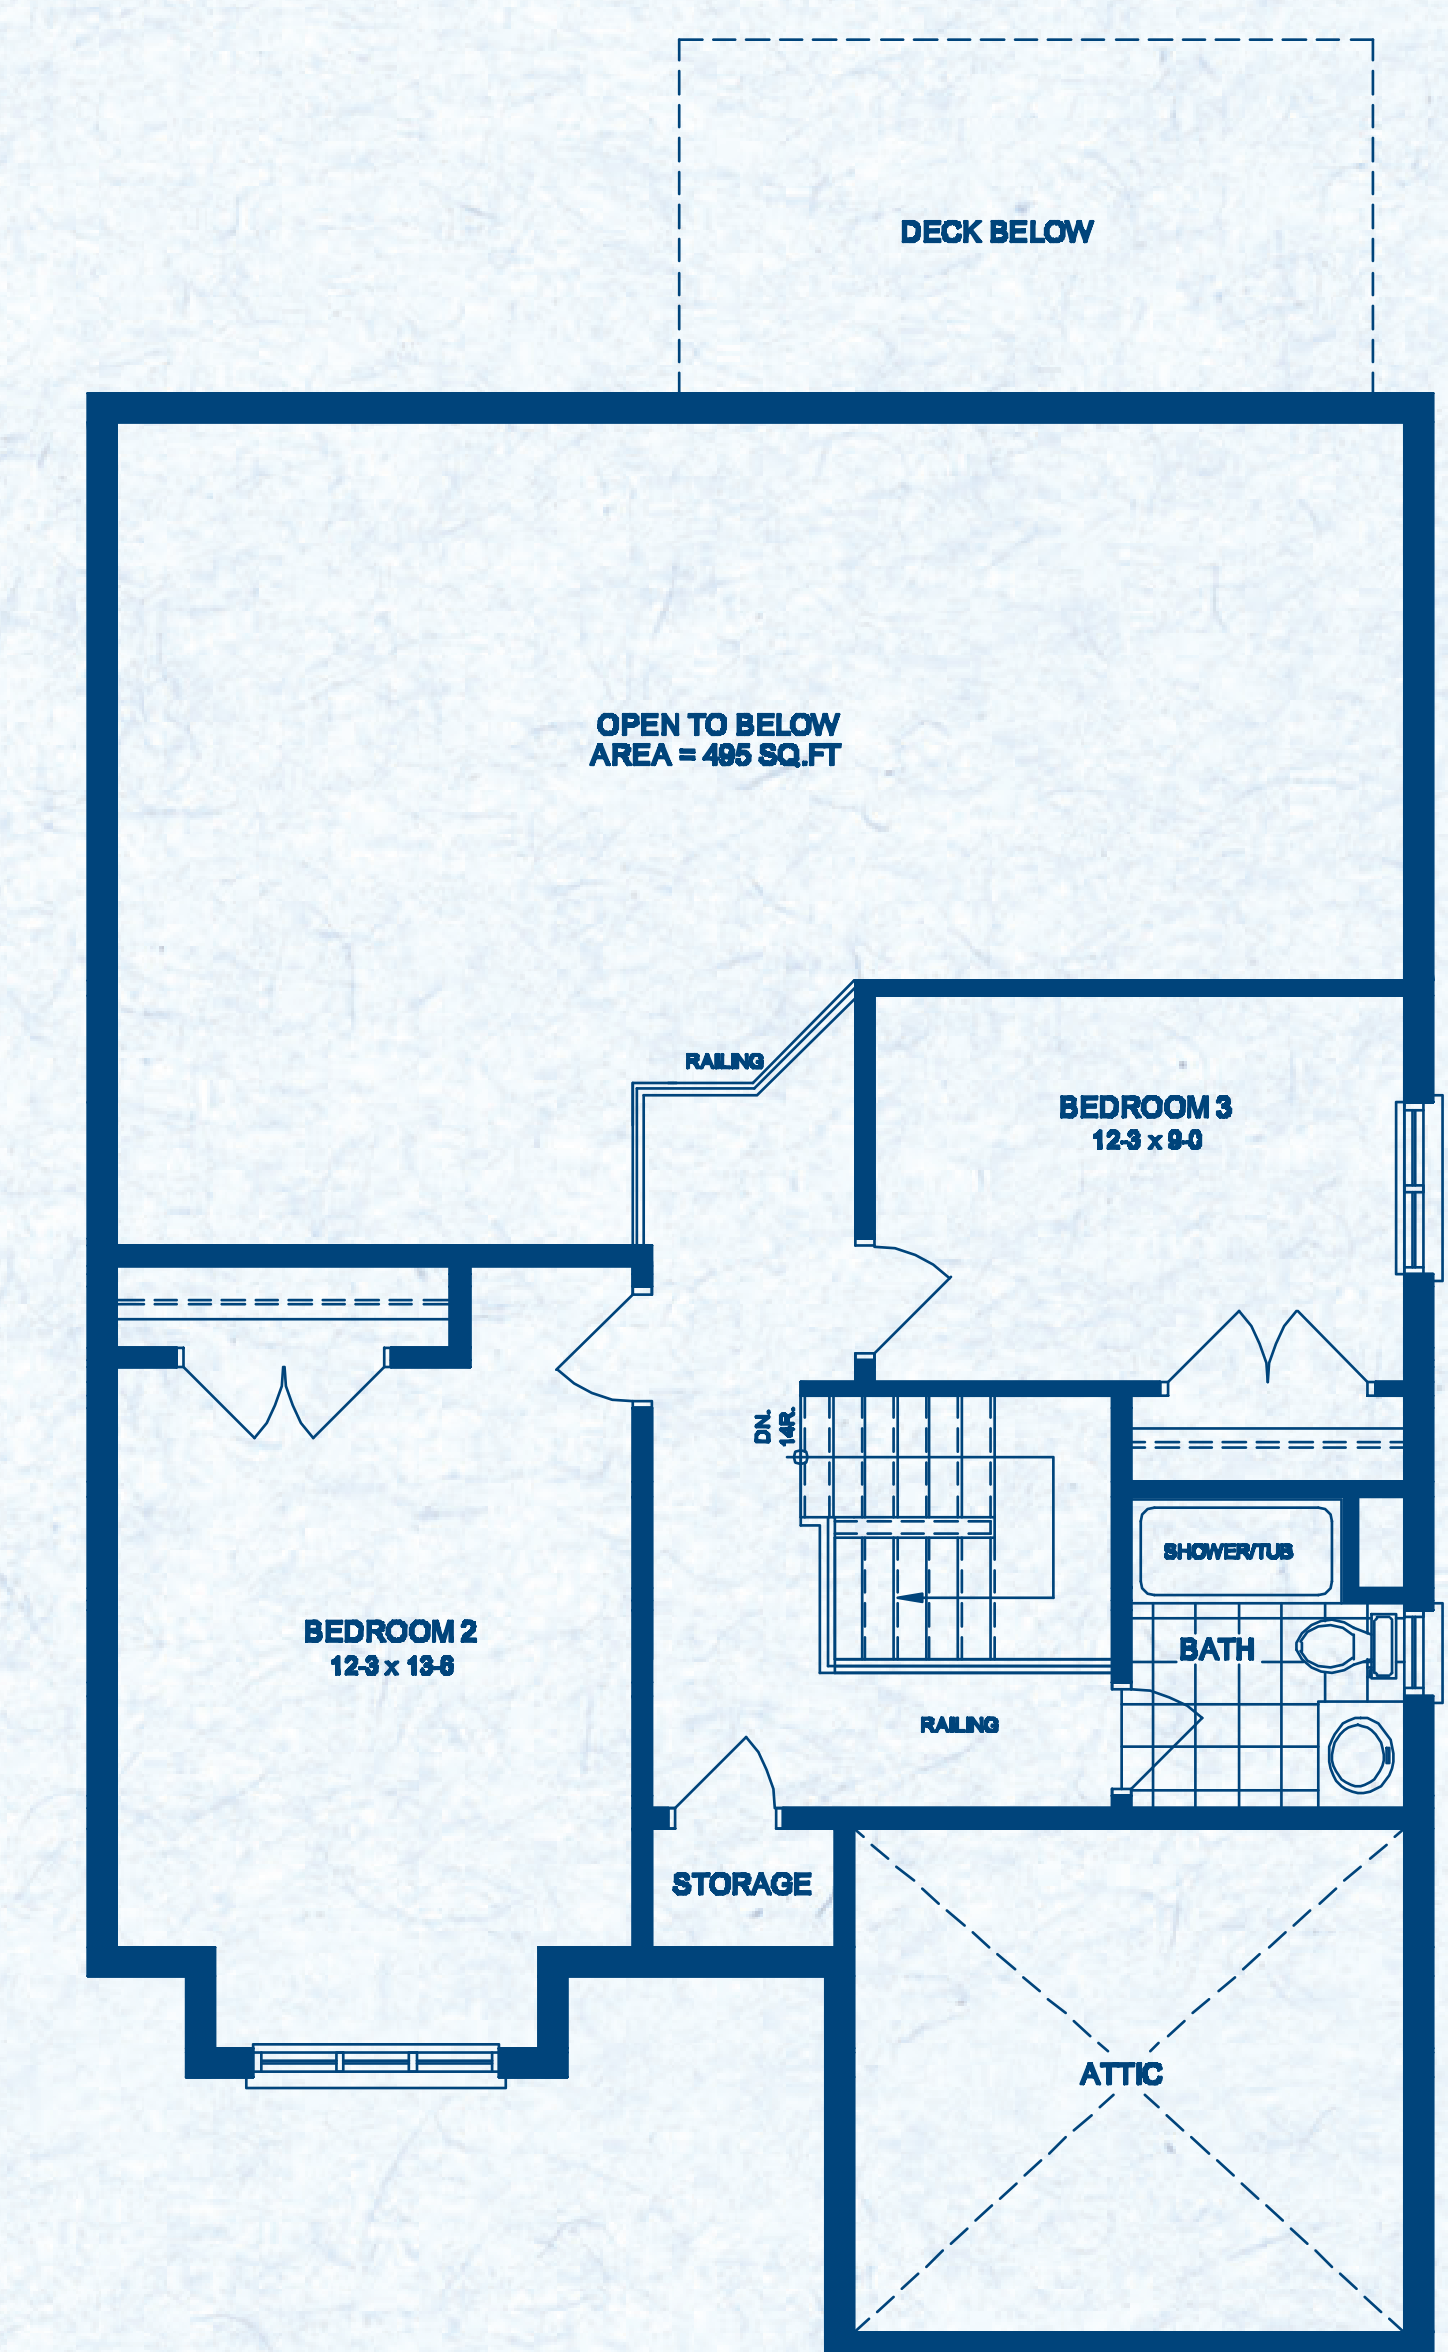 DECK BELOW
OPEN TO BELOW
AREA = 495 SQ.FT
RAILING
BEDROOM 3
12-3 x 9-0
DN.
14R.
SHOWER/TUB
BEDROOM 2
12-3 x 13-6
BATH
RAILING
STORAGE
ATTIC